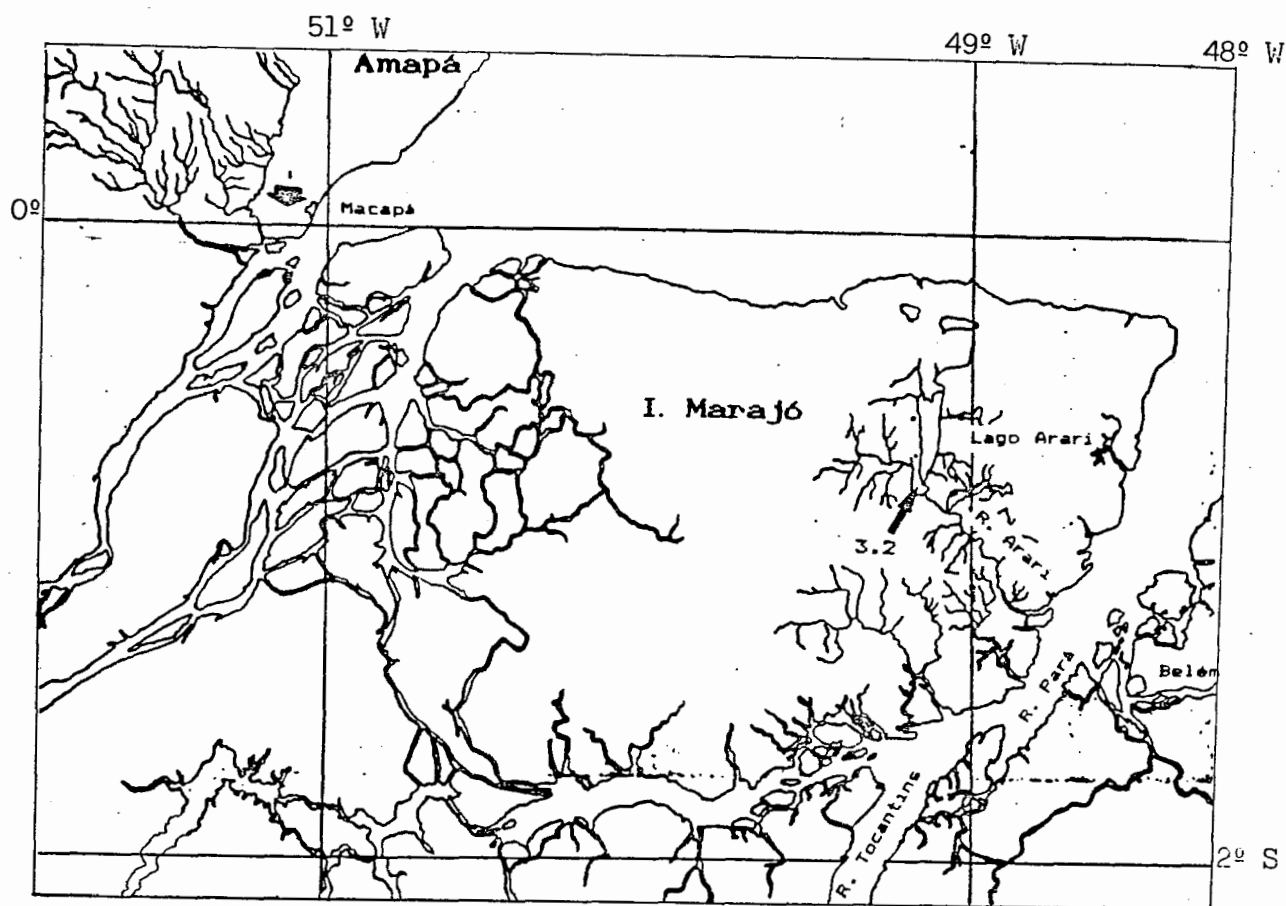 51º W
49º W
48º W
Amapá
0º
Macapá
I. Marajó
Lago Arari
3.2
R. Arari
R. Pará
Belém
R. Tocantins
2º S